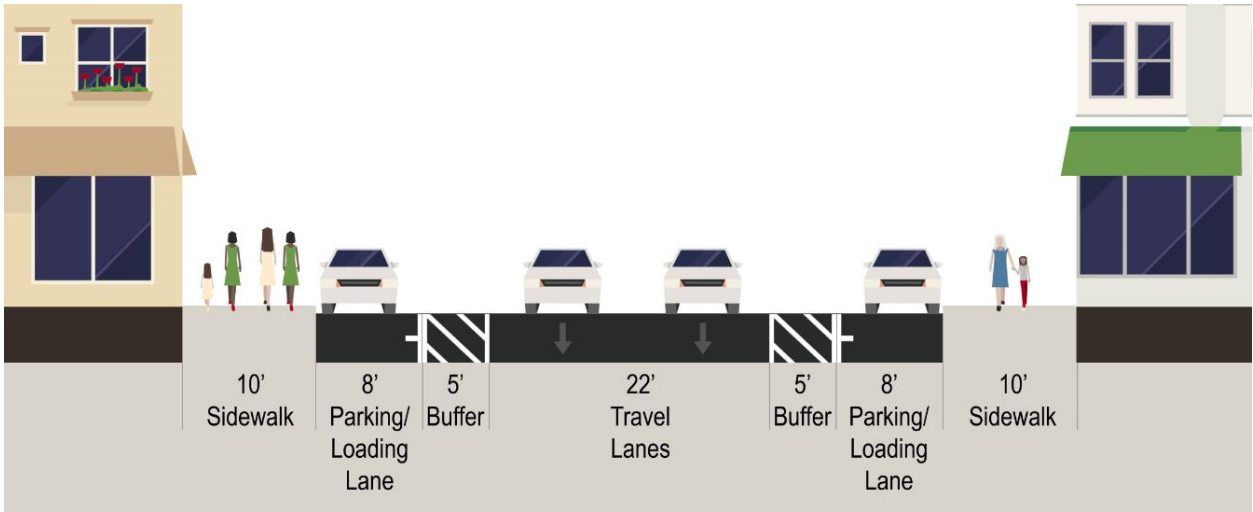 10’
Sidewalk
8’
Parking/
Loading
Lane
5’
Buffer
22’
Travel
Lanes
5’
Buffer
8’
Parking/
Loading
Lane
10’
Sidewalk